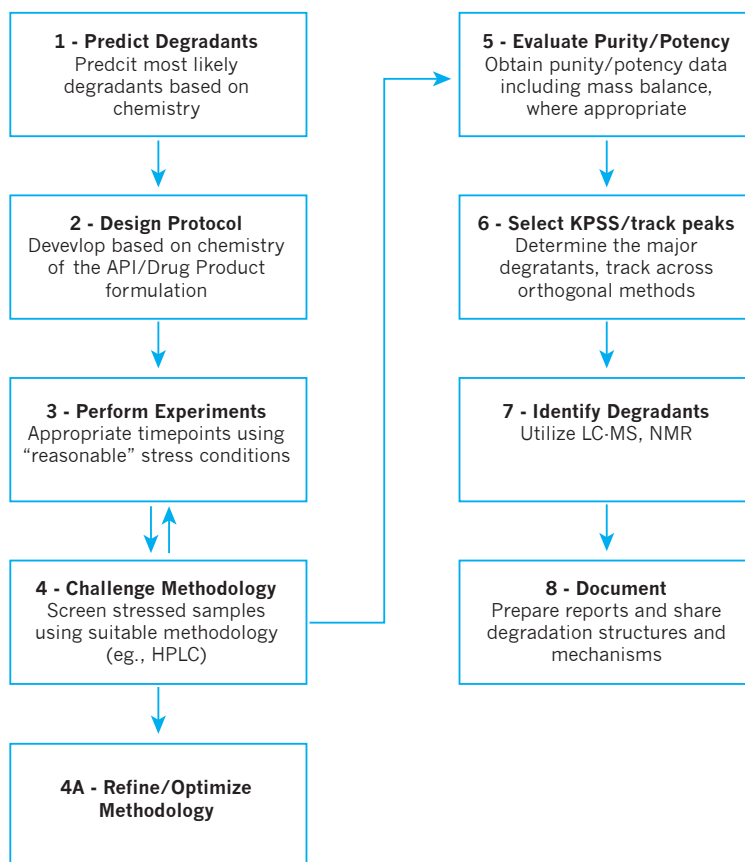 1 - Predict Degradants
Predcit most likely
degradants based on
chemistry
2 - Design Protocol
Devevlop based on chemistry
of the API/Drug Product
formulation
3 - Perform Experiments
Appropriate timepoints using
“reasonable” stress conditions
4 - Challenge Methodology
Screen stressed samples
using suitable methodology
(eg., HPLC)
4A - Refine/Optimize
Methodology
5 - Evaluate Purity/Potency
Obtain punity/potency data
including mass balance,
where appropriate
6 - Select KPSS/track peaks
Determine the major
degratants, track across
orthogonal methods
7 - Identify Degradants
Utilize LC-MS, NMR
8 - Document
Prepare reports and share
degradation structures and
mechanisms